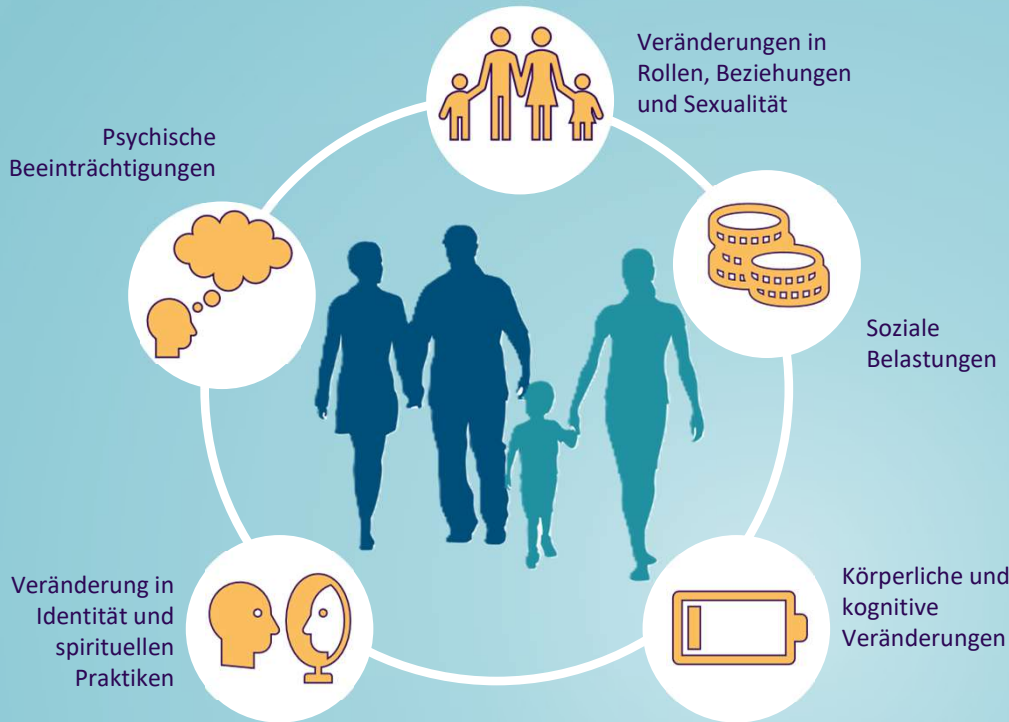 Veränderungen in
Rollen, Beziehungen
und Sexualität
Psychische
Beeinträchtigungen
Soziale
Belastungen
Veränderung in
Identität und
spirituellen
Praktiken
Körperliche und
kognitive
Veränderungen